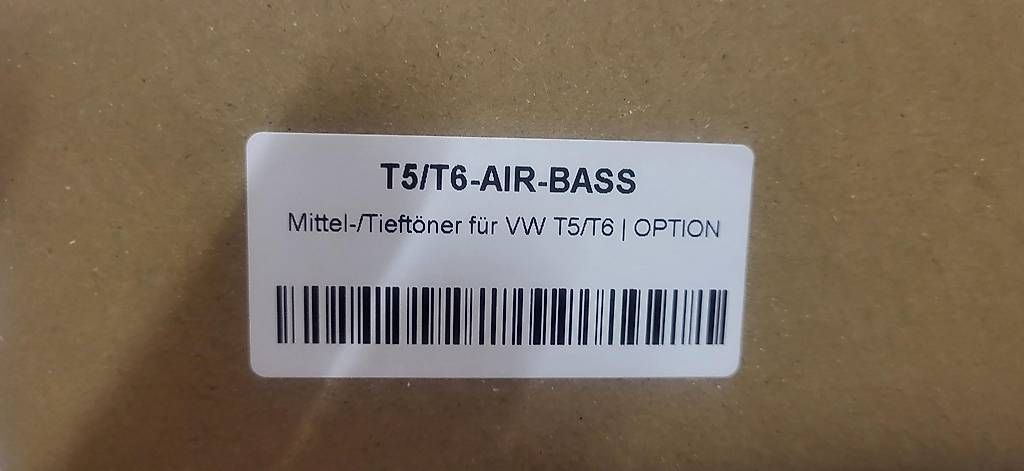 T5/T6-AIR-BASS
Mittel-/Tieftöner für VW T5/T6 | OPTION